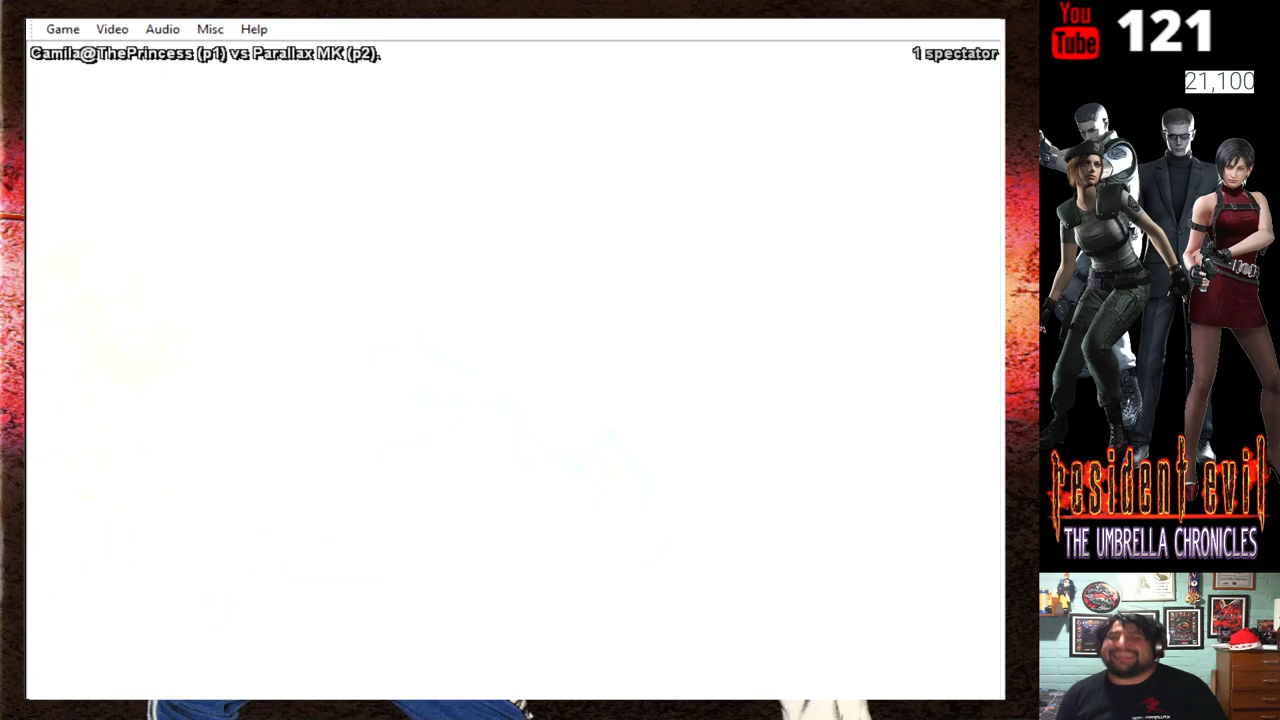 Game Video Audio Misc Help
Camila@ThePrincess (p1) vs Parallax MK (p2).
1 spectator
You
Tube
121
21,100
resident evil
THE UMBRELLA CHRONICLES